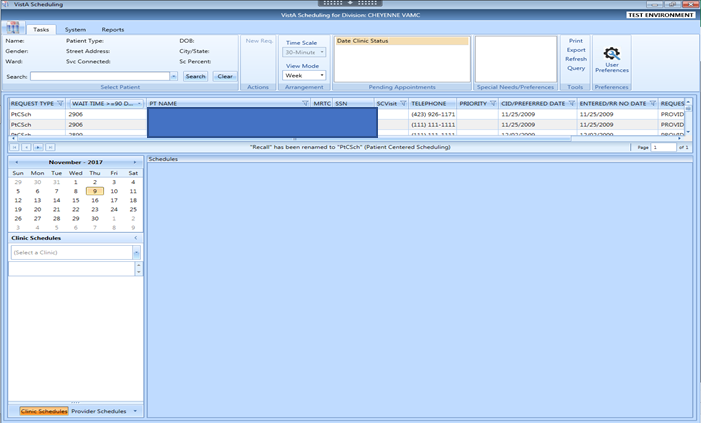 VistA Scheduling
VistA Scheduling for Division: CHEYENNE VAMC
TEST ENVIRONMENT
Tasks System Reports
Name: Patient Type: DOB:
Gender: Street Address: City/State:
Ward: Svc Connected: Sc Percent:
Search: Search Clear
Select Patient
New Req.
Actions
Time Scale
30-Minute
View Mode
Week
Arrangement
Date Clinic Status
Pending Appointments
Special Needs/Preferences
Print
Export
Refresh
Query
Tools
User
Preferences
Preferences
REQUEST TYPE WAIT TIME >=90 D... PT NAME MRTC SSN SCVisit TELEPHONE PRIORITY CID/PREFERRED DATE ENTERED/RR NO DATE REQUES
PtCSch 2906 (423) 926-1171 11/25/2009 11/25/2009 PROVID
PtCSch 2906 (111) 111-1111 11/25/2009 11/25/2009 PROVID
PtCSch 2899 (111) 111-1111 12/02/2009 12/02/2009 PROVID
"Recall" has been renamed to "PtCSch" (Patient Centered Scheduling)
Page 1 of 1
November - 2017
Sun Mon Tue Wed Thu Fri Sat
29 30 31 1 2 3 4
5 6 7 8 9 10 11
12 13 14 15 16 17 18
19 20 21 22 23 24 25
26 27 28 29 30 1 2
3 4 5 6 7 8 9
Clinic Schedules
(Select a Clinic)
Clinic Schedules Provider Schedules
Schedules